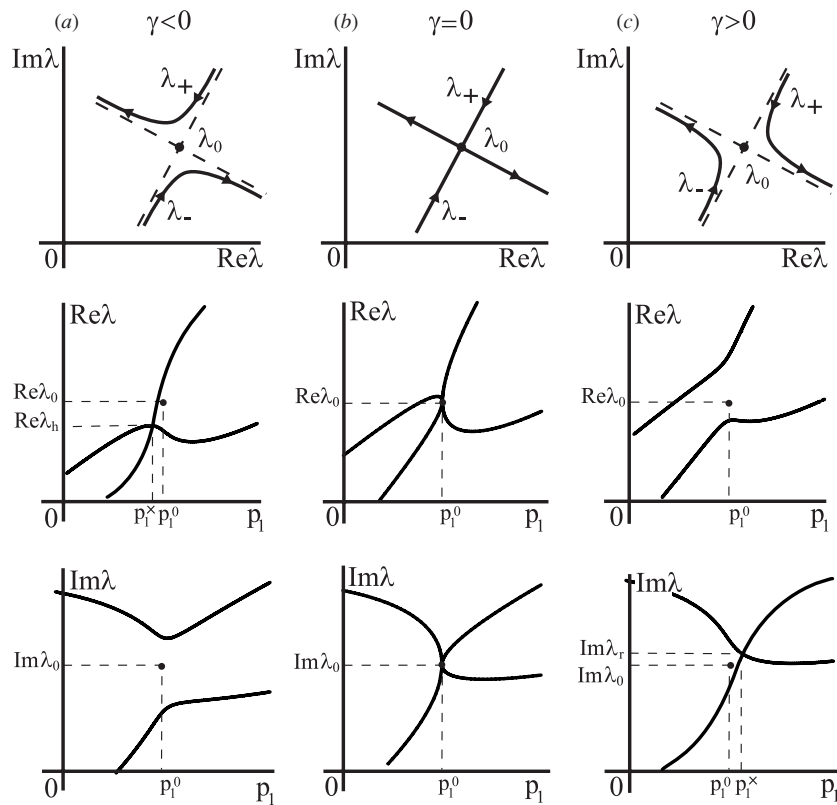 (a) γ<0 (b) γ=0 (c) γ>0
Imλ Imλ Imλ
λ+ λ+ λ+
λ0 λ0 λ0
λ- λ- λ-
0 Reλ 0 Reλ 0 Reλ
Reλ Reλ Reλ
Reλ0 Reλ0 Reλ0
Reλh
0 p1× p10 p1 0 p10 p1 0 p10 p1
Imλ Imλ Imλ
Imλr
Imλ0 Imλ0 Imλ0
0 p10 p1 0 p10 p1 0 p10 p1× p1